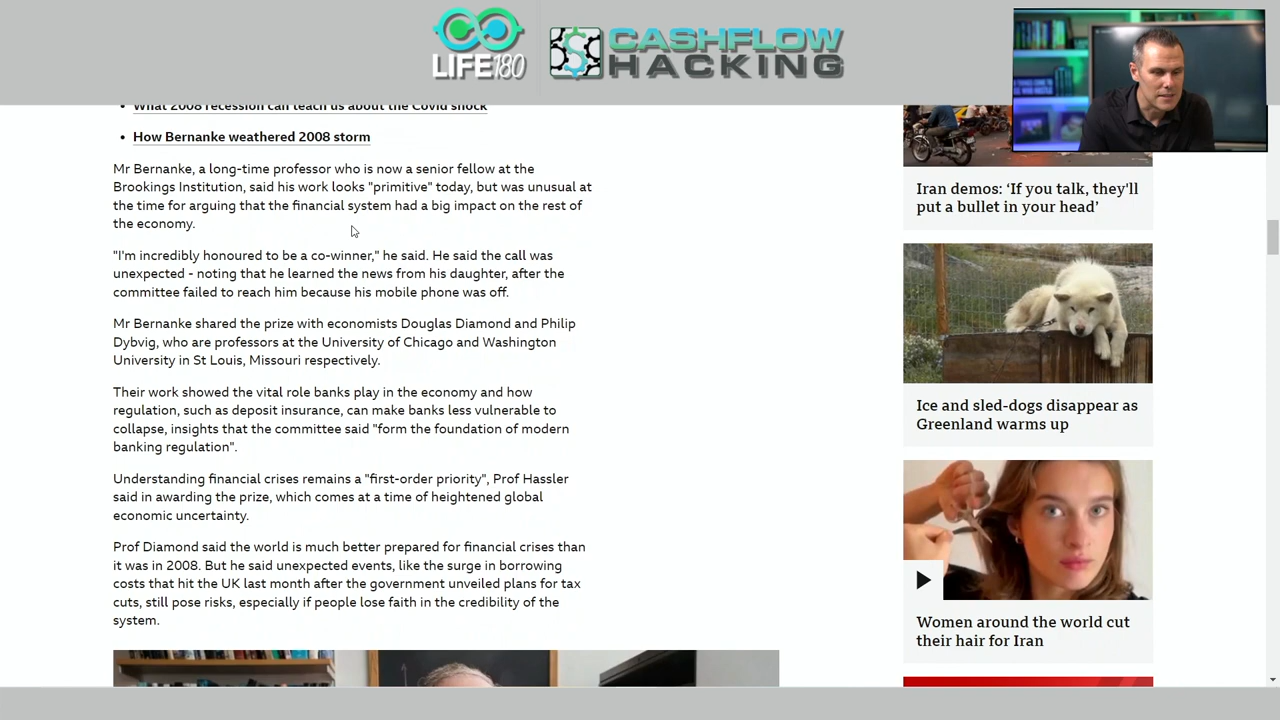 LIFE180
CASHFLOW
HACKING
What 2008 recession can teach us about the Covid shock
How Bernanke weathered 2008 storm
Mr Bernanke, a long-time professor who is now a senior fellow at the
Brookings Institution, said his work looks "primitive" today, but was unusual at
the time for arguing that the financial system had a big impact on the rest of
the economy.
"I'm incredibly honoured to be a co-winner," he said. He said the call was
unexpected - noting that he learned the news from his daughter, after the
committee failed to reach him because his mobile phone was off.
Mr Bernanke shared the prize with economists Douglas Diamond and Philip
Dybvig, who are professors at the University of Chicago and Washington
University in St Louis, Missouri respectively.
Their work showed the vital role banks play in the economy and how
regulation, such as deposit insurance, can make banks less vulnerable to
collapse, insights that the committee said "form the foundation of modern
banking regulation".
Understanding financial crises remains a "first-order priority", Prof Hassler
said in awarding the prize, which comes at a time of heightened global
economic uncertainty.
Prof Diamond said the world is much better prepared for financial crises than
it was in 2008. But he said unexpected events, like the surge in borrowing
costs that hit the UK last month after the government unveiled plans for tax
cuts, still pose risks, especially if people lose faith in the credibility of the
system.
Iran demos: ‘If you talk, they'll
put a bullet in your head’
Ice and sled-dogs disappear as
Greenland warms up
Women around the world cut
their hair for Iran